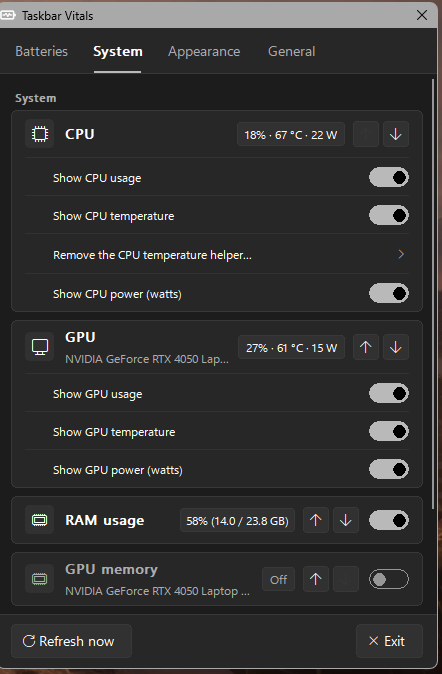 Taskbar Vitals
Batteries System Appearance General
System
CPU 18% · 67 °C · 22 W
Show CPU usage
Show CPU temperature
Remove the CPU temperature helper...
Show CPU power (watts)
GPU
NVIDIA GeForce RTX 4050 Lap... 27% · 61 °C · 15 W
Show GPU usage
Show GPU temperature
Show GPU power (watts)
RAM usage 58% (14.0 / 23.8 GB)
GPU memory
NVIDIA GeForce RTX 4050 Laptop ... Off
Refresh now Exit